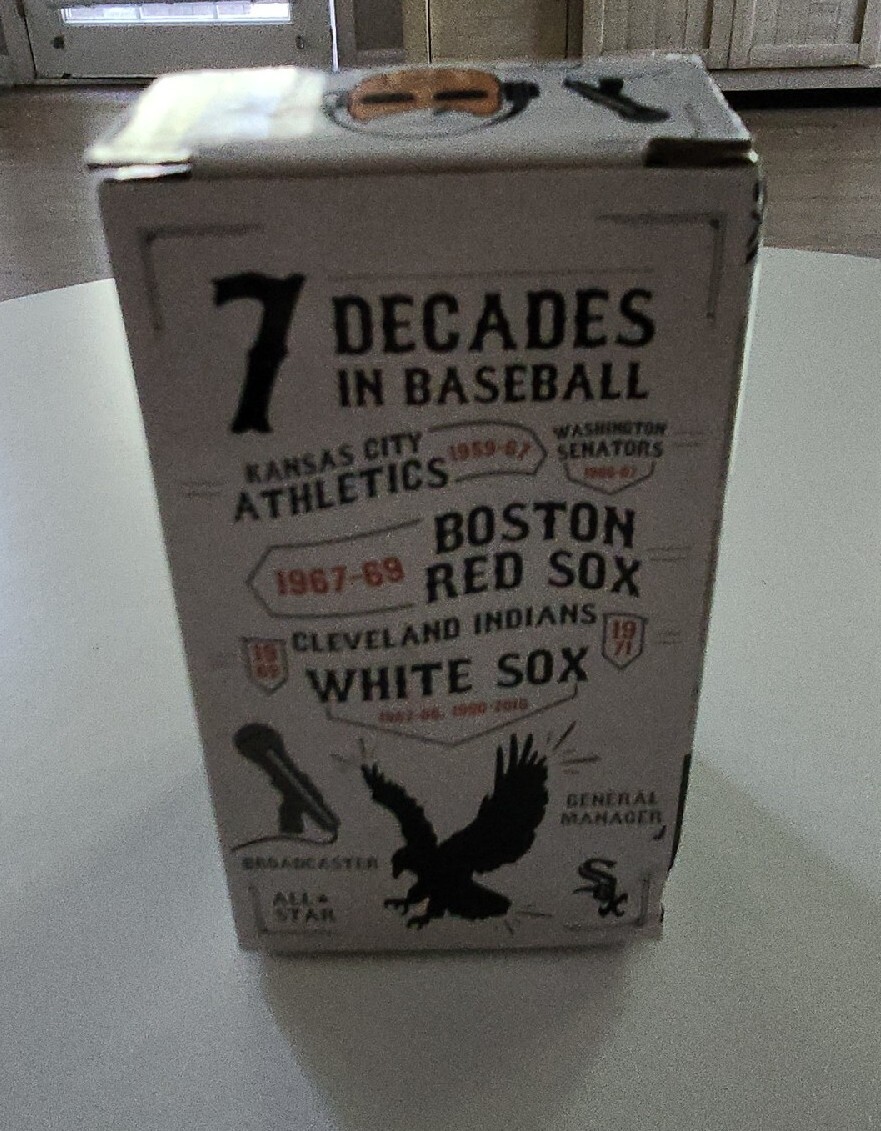 7 DECADES
IN BASEBALL
KANSAS CITY
ATHLETICS
1959-67
WASHINGTON
SENATORS
BOSTON
RED SOX
1967-69
CLEVELAND INDIANS
19
69
19
71
WHITE SOX
BROADCASTER
GENERAL
MANAGER
ALL★
STAR
Sox